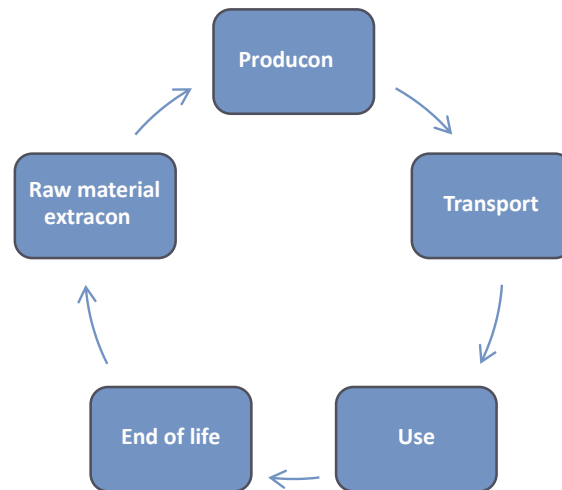 Producon
Transport
Use
End of life
Raw material
extracon